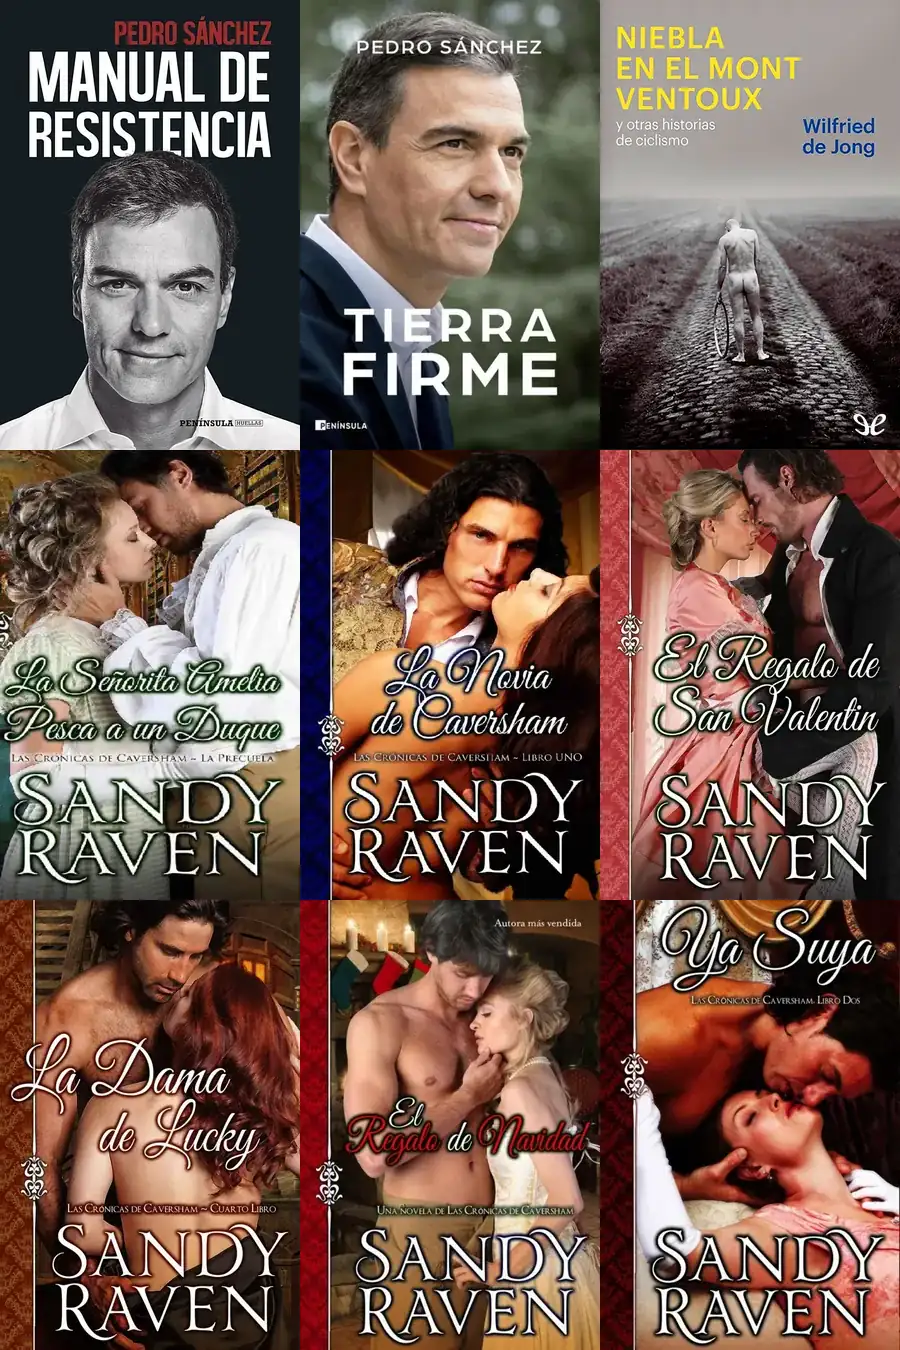 PEDRO SÁNCHEZ
MANUAL DE
RESISTENCIA
PENÍNSULA HUELLAS
PEDRO SÁNCHEZ
TIERRA
FIRME
PENÍNSULA
NIEBLA
EN EL MONT
VENTOUX
y otras historias
de ciclismo
Wilfried
de Jong
La Señorita Amelia
Pesca a un Duque
LAS CRÓNICAS DE CAVERSHAM ~ LA PRECUELA
SANDY
RAVEN
La Novia
de Caversham
LAS CRÓNICAS DE CAVERSHAM ~ LIBRO UNO
SANDY
RAVEN
El Regalo de
San Valentin
SANDY
RAVEN
La Dama
de Lucky
LAS CRÓNICAS DE CAVERSHAM ~ CUARTO LIBRO
SANDY
RAVEN
Autora más vendida
El
Regalo de Navidad
UNA NOVELA DE LAS CRÓNICAS DE CAVERSHAM
SANDY
RAVEN
Ya Suya
LAS CRÓNICAS DE CAVERSHAM, LIBRO DOS
SANDY
RAVEN